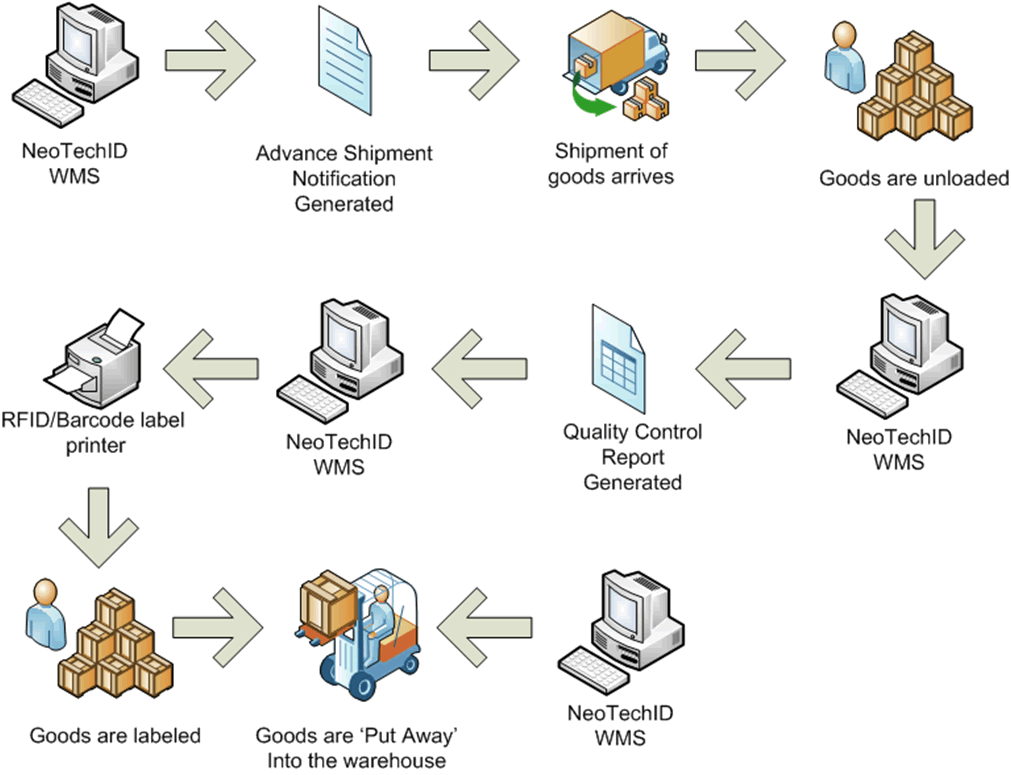 NeoTechID
WMS
Advance Shipment
Notification
Generated
Shipment of
goods arrives
Goods are unloaded
NeoTechID
WMS
Quality Control
Report
Generated
NeoTechID
WMS
RFID/Barcode label
printer
Goods are labeled
Goods are ‘Put Away’
Into the warehouse
NeoTechID
WMS